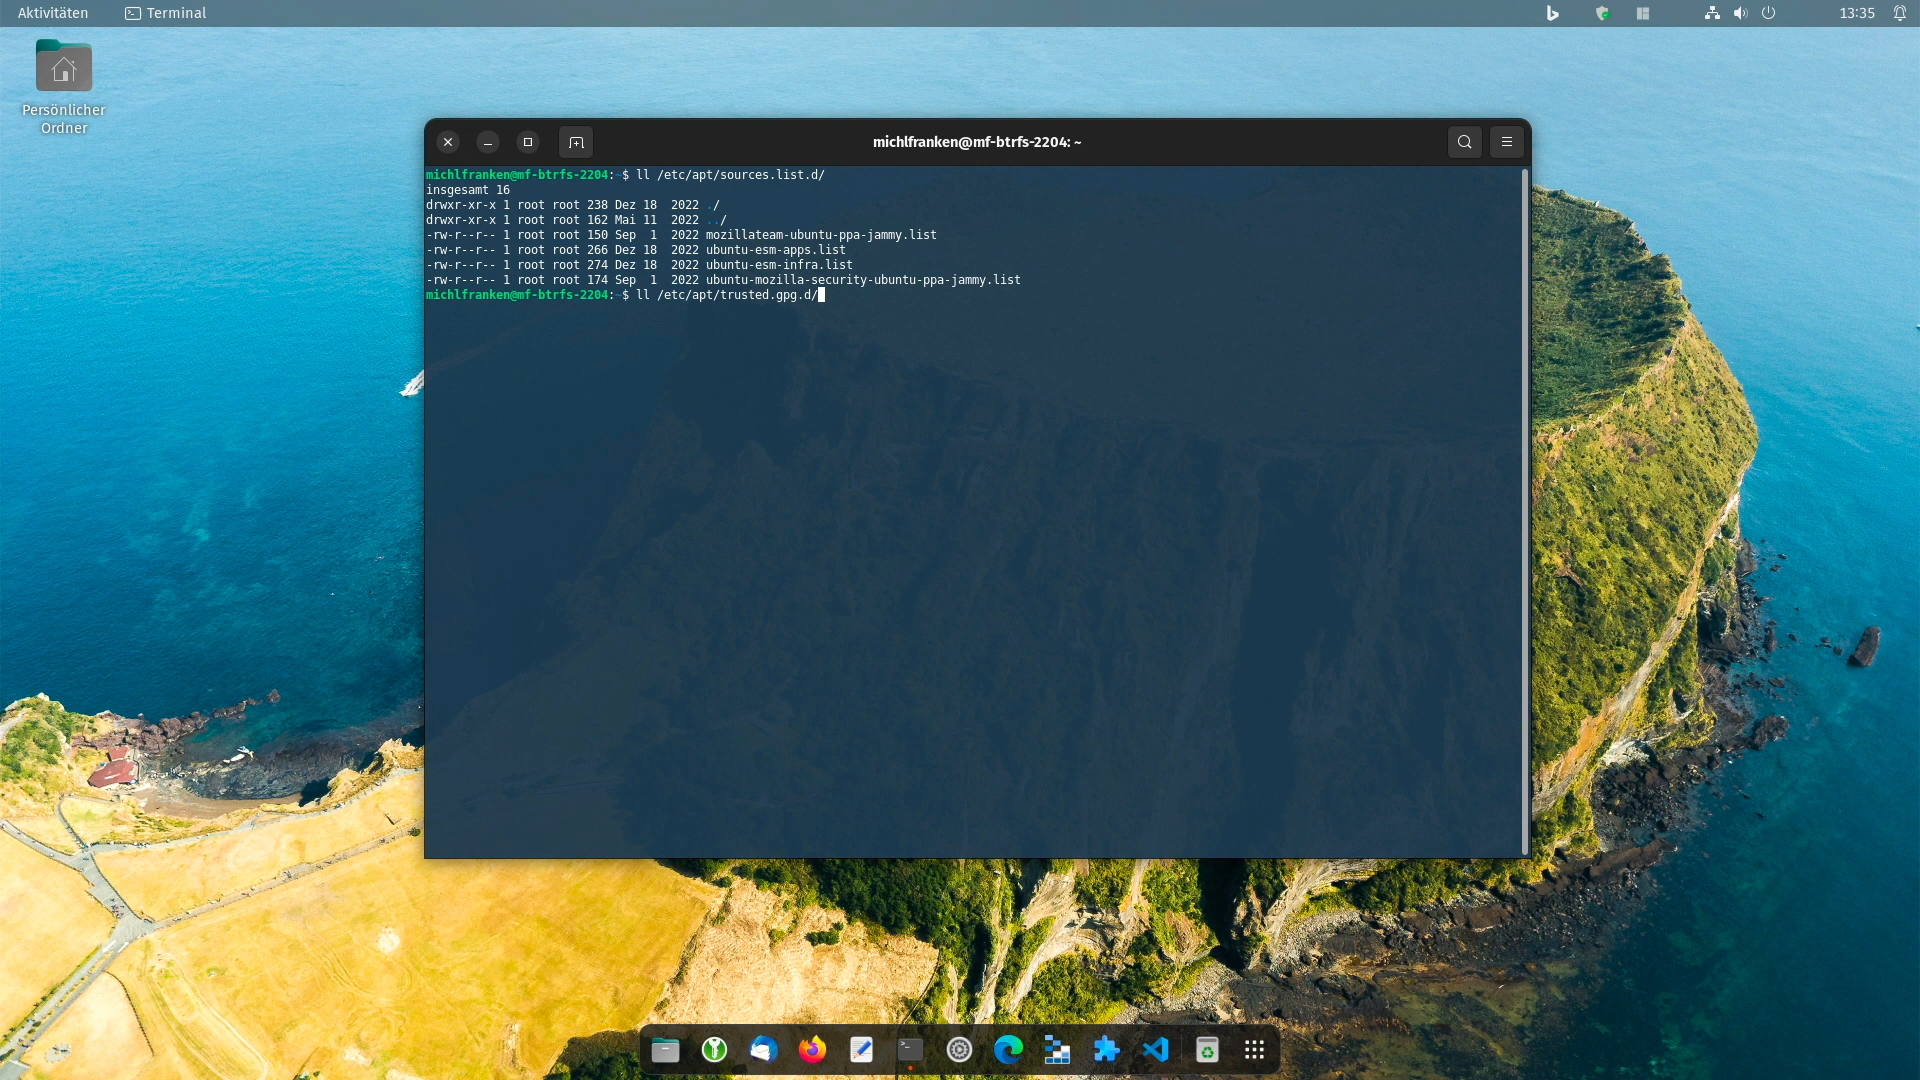 Aktivitäten
Terminal
13:35
Persönlicher
Ordner
michlfranken@mf-btrfs-2204: ~
michlfranken@mf-btrfs-2204:~$ ll /etc/apt/sources.list.d/
insgesamt 16
drwxr-xr-x 1 root root 238 Dez 18  2022 ./
drwxr-xr-x 1 root root 162 Mai 11  2022 ../
-rw-r--r-- 1 root root 150 Sep  1  2022 mozillateam-ubuntu-ppa-jammy.list
-rw-r--r-- 1 root root 266 Dez 18  2022 ubuntu-esm-apps.list
-rw-r--r-- 1 root root 274 Dez 18  2022 ubuntu-esm-infra.list
-rw-r--r-- 1 root root 174 Sep  1  2022 ubuntu-mozilla-security-ubuntu-ppa-jammy.list
michlfranken@mf-btrfs-2204:~$ ll /etc/apt/trusted.gpg.d/